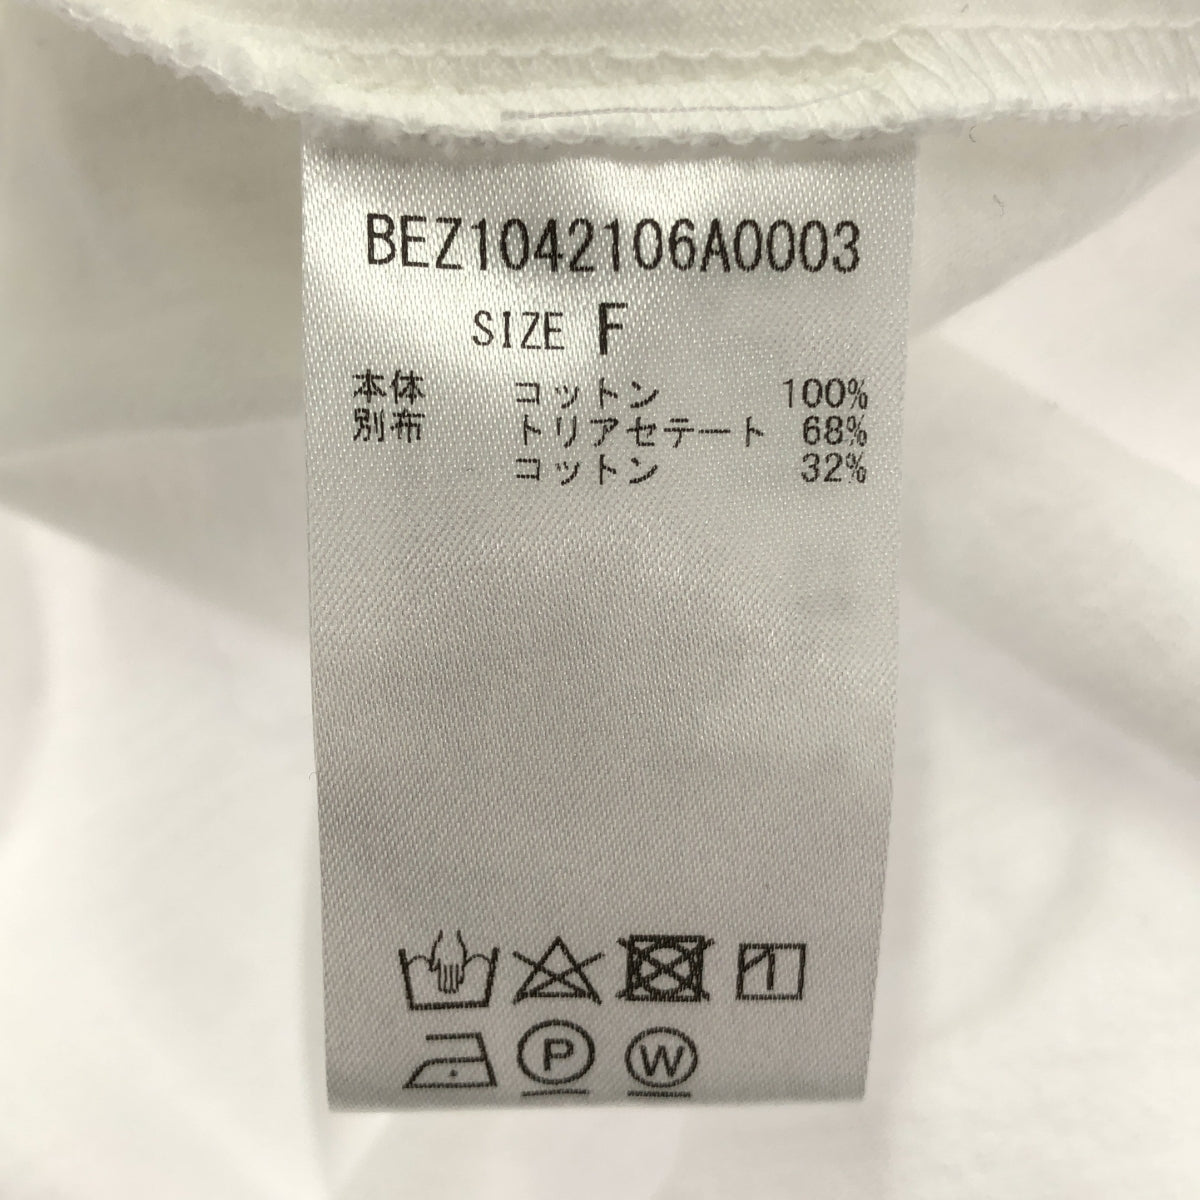 BEZ1042106A0003
SIZE F
本体 コットン 100%
別布 トリアセテート 68%
コットン 32%
P W